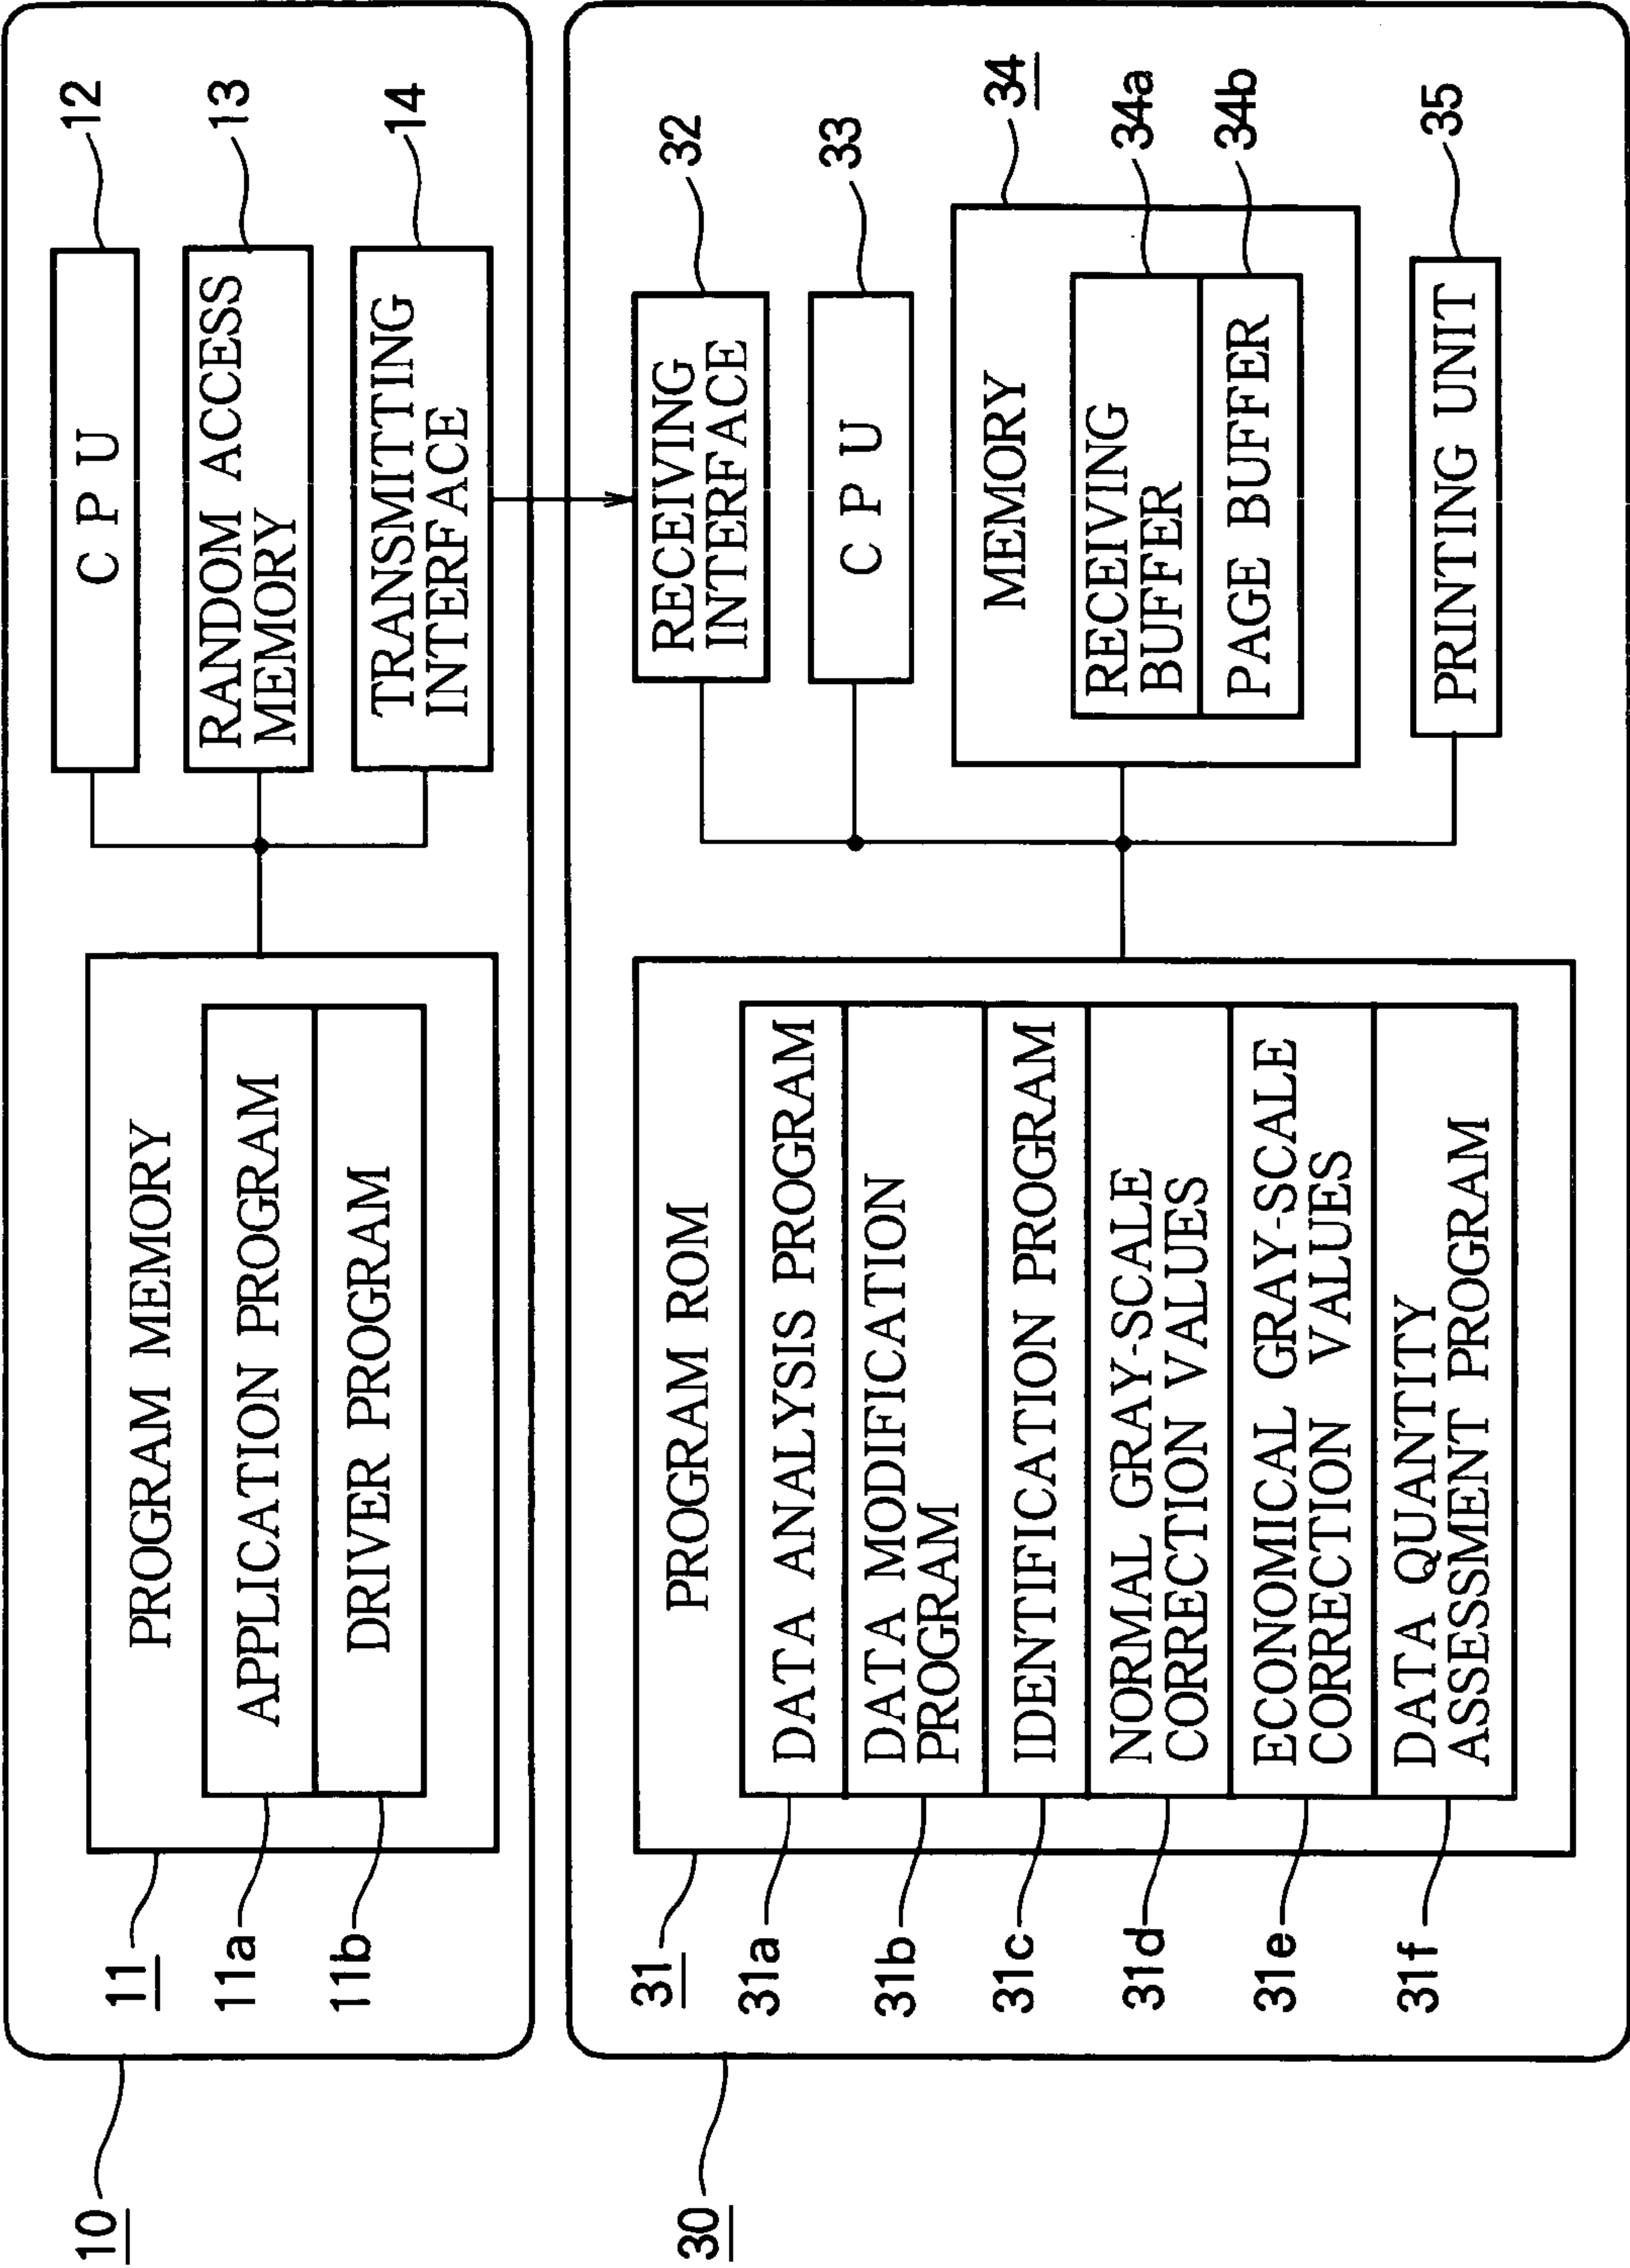 10
11
PROGRAM MEMORY
11a
APPLICATION PROGRAM
11b
DRIVER PROGRAM
C P U
12
RANDOM ACCESS
MEMORY
13
TRANSMITTING
INTERFACE
14
30
31
PROGRAM ROM
31a
DATA ANALYSIS PROGRAM
31b
DATA MODIFICATION
PROGRAM
31c
IDENTIFICATION PROGRAM
31d
NORMAL GRAY-SCALE
CORRECTION VALUES
31e
ECONOMICAL GRAY-SCALE
CORRECTION VALUES
31f
DATA QUANTITY
ASSESSMENT PROGRAM
RECEIVING
INTERFACE
32
C P U
33
MEMORY
34
RECEIVING
BUFFER
34a
PAGE BUFFER
34b
PRINTING UNIT
35